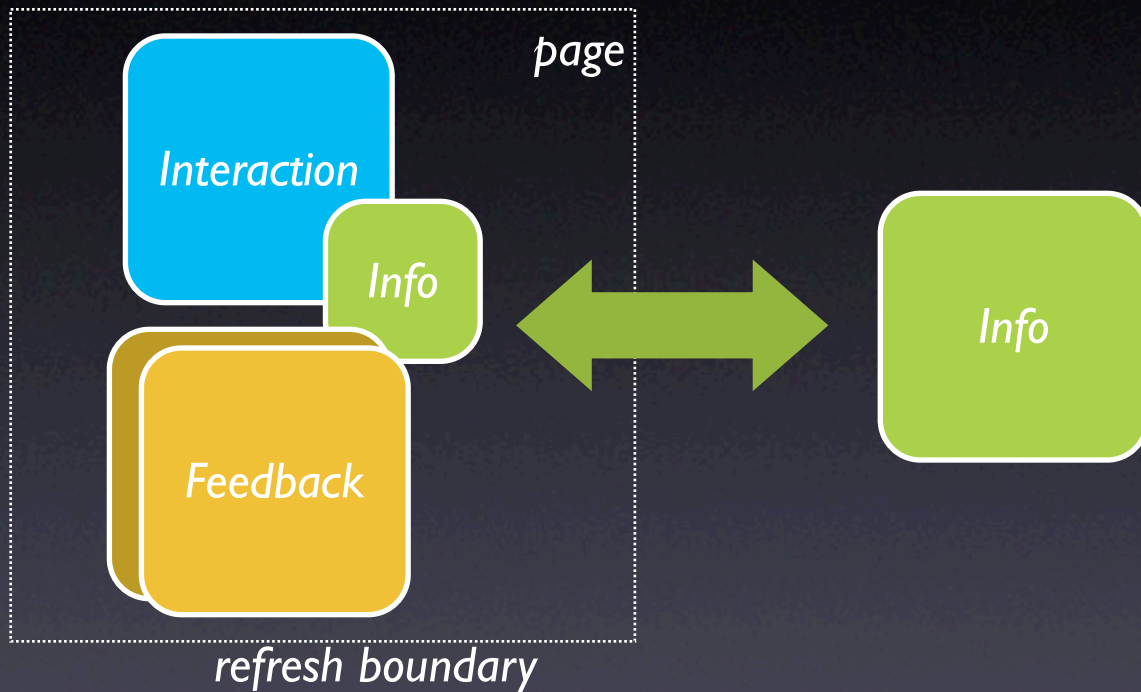 page
Interaction
Info
Info
Feedback
refresh boundary